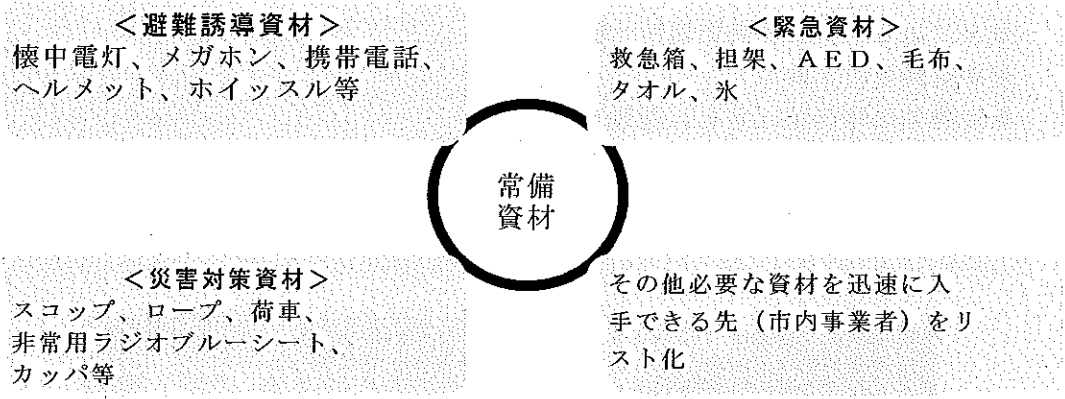 ＜避難誘導資材＞
懐中電灯、メガホン、携帯電話、
ヘルメット、ホイッスル等
＜緊急資材＞
救急箱、担架、ＡＥＤ、毛布、
タオル、氷
常備
資材
＜災害対策資材＞
スコップ、ロープ、荷車、
非常用ラジオブルーシート、
カッパ等
その他必要な資材を迅速に入
手できる先（市内事業者）をリ
スト化